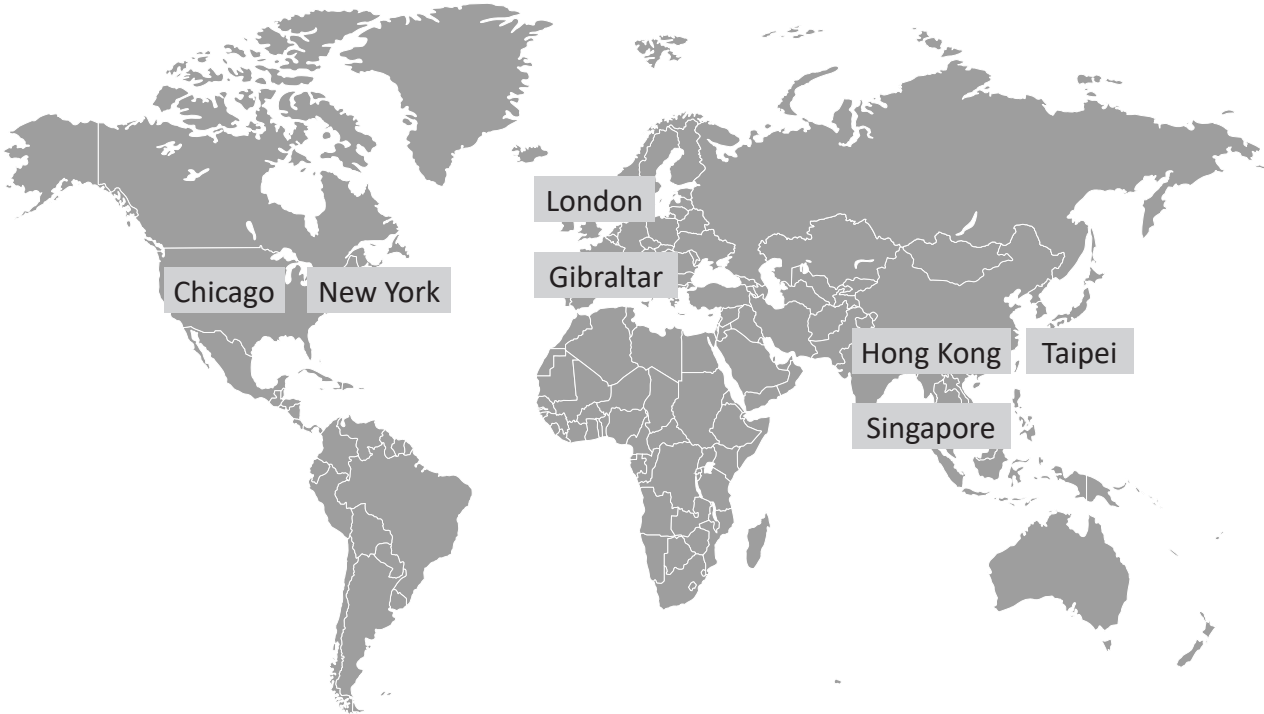 London
Gibraltar
Chicago
New York
Hong Kong
Taipei
Singapore